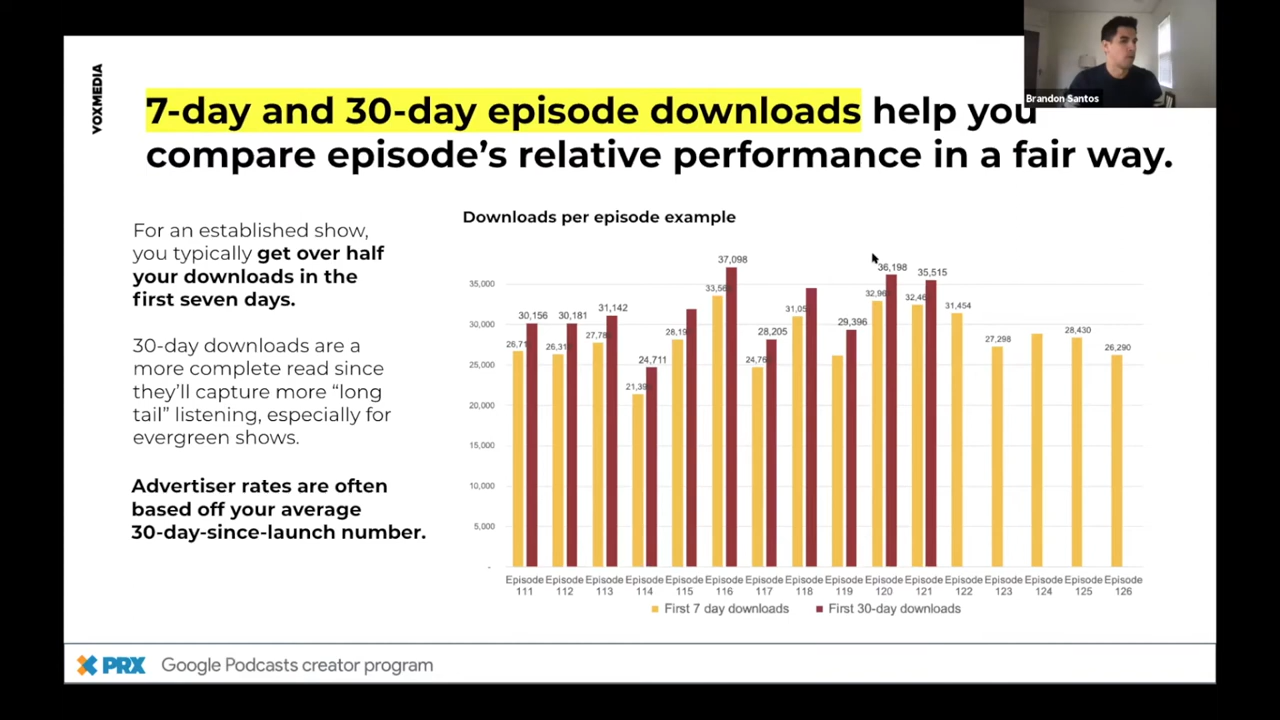 VOXMEDIA
Brandon Santos
7-day and 30-day episode downloads help you
compare episode’s relative performance in a fair way.
For an established show,
you typically get over half
your downloads in the
first seven days.
30-day downloads are a
more complete read since
they’ll capture more “long
tail” listening, especially for
evergreen shows.
Advertiser rates are often
based off your average
30-day-since-launch number.
Downloads per episode example
35,000
30,000
25,000
20,000
15,000
10,000
5,000
-
30,156
30,181
31,142
24,711
37,098
28,205
29,396
36,198
35,515
31,454
27,298
28,430
26,290
Episode Episode Episode Episode Episode Episode Episode Episode Episode Episode Episode Episode Episode Episode Episode Episode
111 112 113 114 115 116 117 118 119 120 121 122 123 124 125 126
First 7 day downloads First 30-day downloads
PRX Google Podcasts creator program